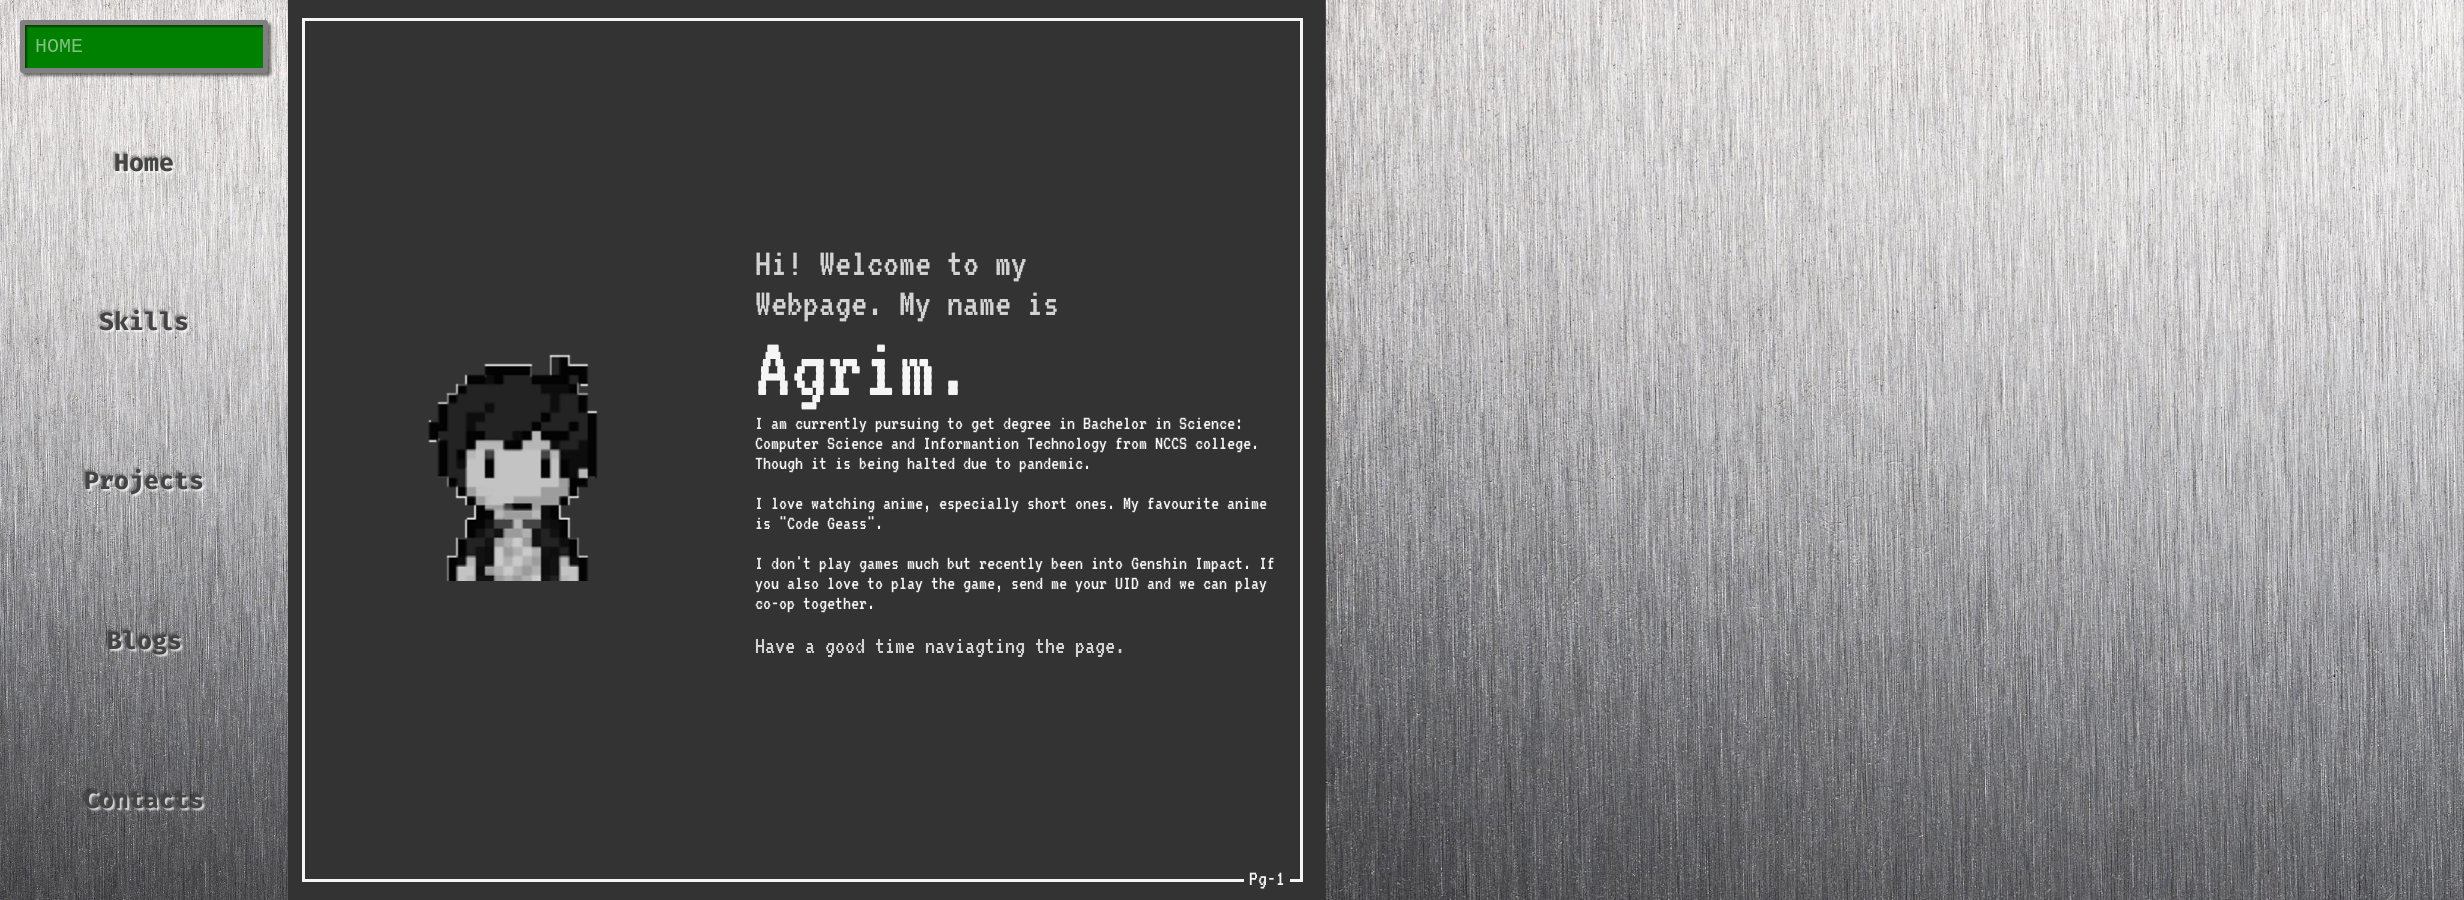 HOME
Home
Skills
Projects
Blogs
Contacts
Hi! Welcome to my
Webpage. My name is
Agrim.
I am currently pursuing to get degree in Bachelor in Science:
Computer Science and Informantion Technology from NCCS college.
Though it is being halted due to pandemic.
I love watching anime, especially short ones. My favourite anime
is "Code Geass".
I don't play games much but recently been into Genshin Impact. If
you also love to play the game, send me your UID and we can play
co-op together.
Have a good time naviagting the page.
Pg-1